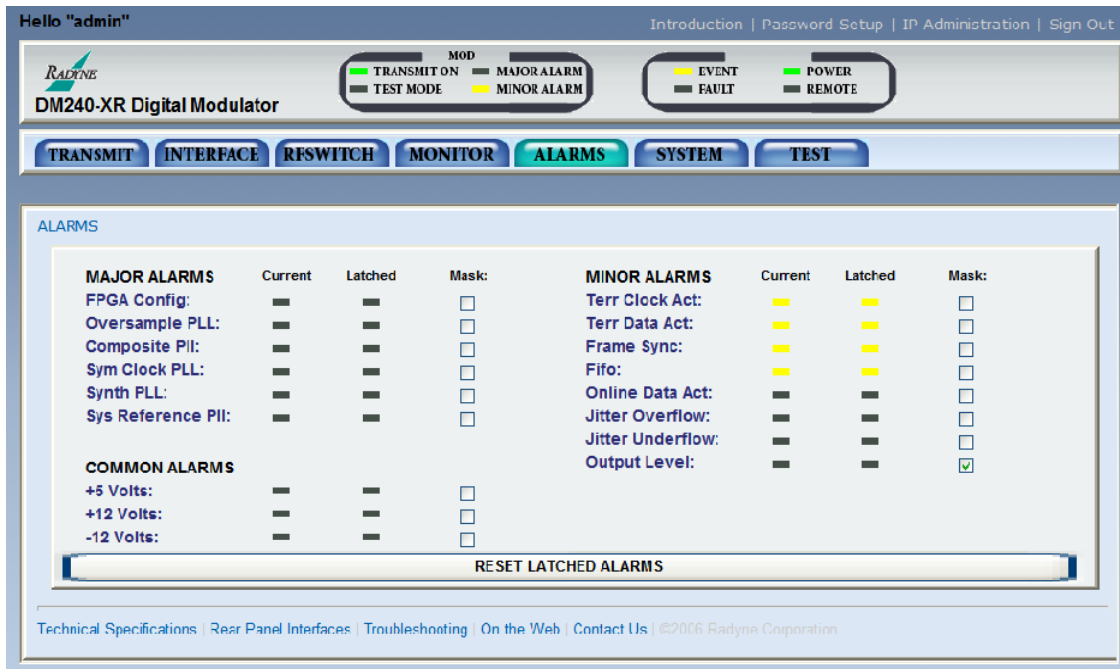 Hello "admin"
Introduction | Password Setup | IP Administration | Sign Out
RADYNE
DM240-XR Digital Modulator
MOD
TRANSMIT ON MAJOR ALARM
TEST MODE MINOR ALARM
EVENT POWER
FAULT REMOTE
TRANSMIT INTERFACE RFSWITCH MONITOR ALARMS SYSTEM TEST
ALARMS
MAJOR ALARMS Current Latched Mask:
FPGA Config:
Oversample PLL:
Composite Pll:
Sym Clock PLL:
Synth PLL:
Sys Reference Pll:
COMMON ALARMS
+5 Volts:
+12 Volts:
-12 Volts:
MINOR ALARMS Current Latched Mask:
Terr Clock Act:
Terr Data Act:
Frame Sync:
Fifo:
Online Data Act:
Jitter Overflow:
Jitter Underflow:
Output Level:
RESET LATCHED ALARMS
Technical Specifications | Rear Panel Interfaces | Troubleshooting | On the Web | Contact Us | ©2006 Radyne Corporation